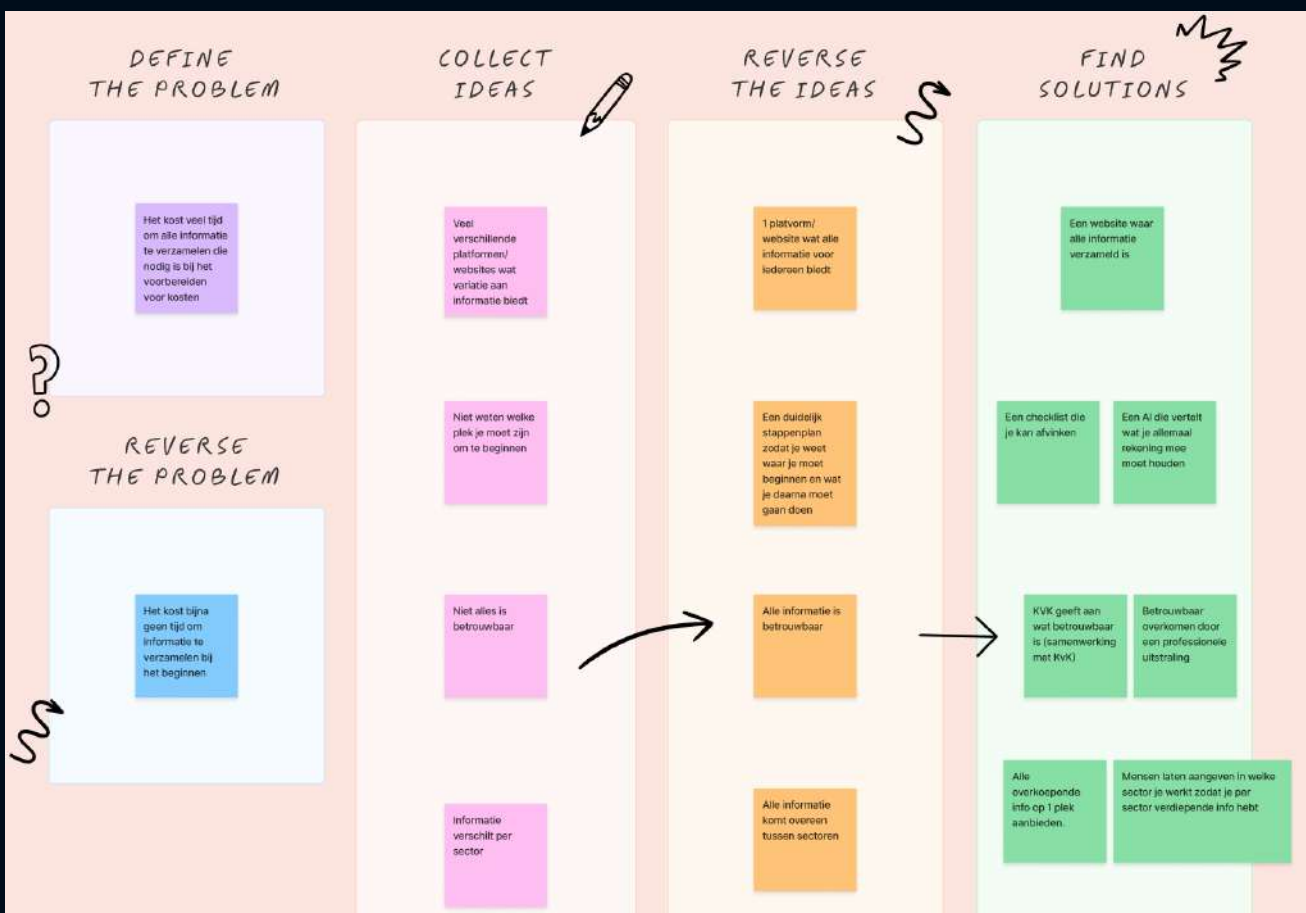 DEFINE
THE PROBLEM
Het kost veel tijd
om alle informatie
te verzamelen die
nodig is bij het
voorbereiden
voor kosten
REVERSE
THE PROBLEM
Het kost bijna
geen tijd om
informatie te
verzamelen bij
het beginnen
COLLECT
IDEAS
Veel
verschillende
platformen/
websites wat
variatie aan
informatie biedt
Niet weten welke
plek je moet zijn
om te beginnen
Niet alles is
betrouwbaar
Informatie
verschilt per
sector
REVERSE
THE IDEAS
1 platvorm/
website wat alle
informatie voor
iedereen biedt
Een duidelijk
stappenplan
zodat je weet
waar je moet
beginnen en wat
je daarna moet
gaan doen
Alle informatie is
betrouwbaar
Alle informatie
komt overeen
tussen sectoren
FIND
SOLUTIONS
Een website waar
alle informatie
verzameld is
Een checklist die
je kan afvinken
Een AI die vertelt
wat je allemaal
rekening mee
moet houden
KVK geeft aan
wat betrouwbaar
is (samenwerking
met KvK)
Betrouwbaar
overkomen door
een professionele
uitstraling
Alle
overkoepende
info op 1 plek
aanbieden.
Mensen laten aangeven in welke
sector je werkt zodat je per
sector verdiepende info hebt